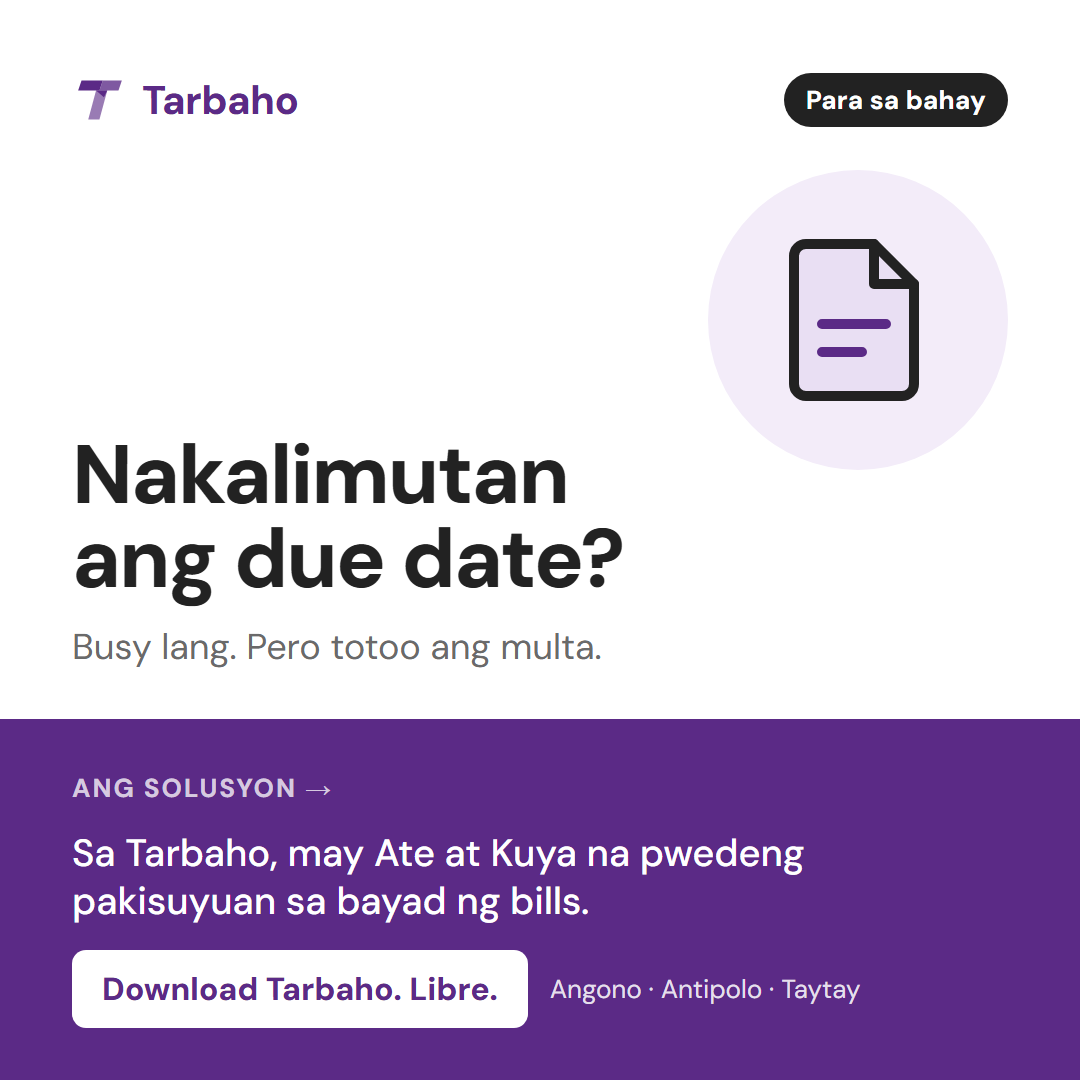 Tarbaho
Para sa bahay
Nakalimutan
ang due date?
Busy lang. Pero totoo ang multa.
ANG SOLUSYON →
Sa Tarbaho, may Ate at Kuya na pwedeng
pakisuyuan sa bayad ng bills.
Download Tarbaho. Libre.
Angono · Antipolo · Taytay